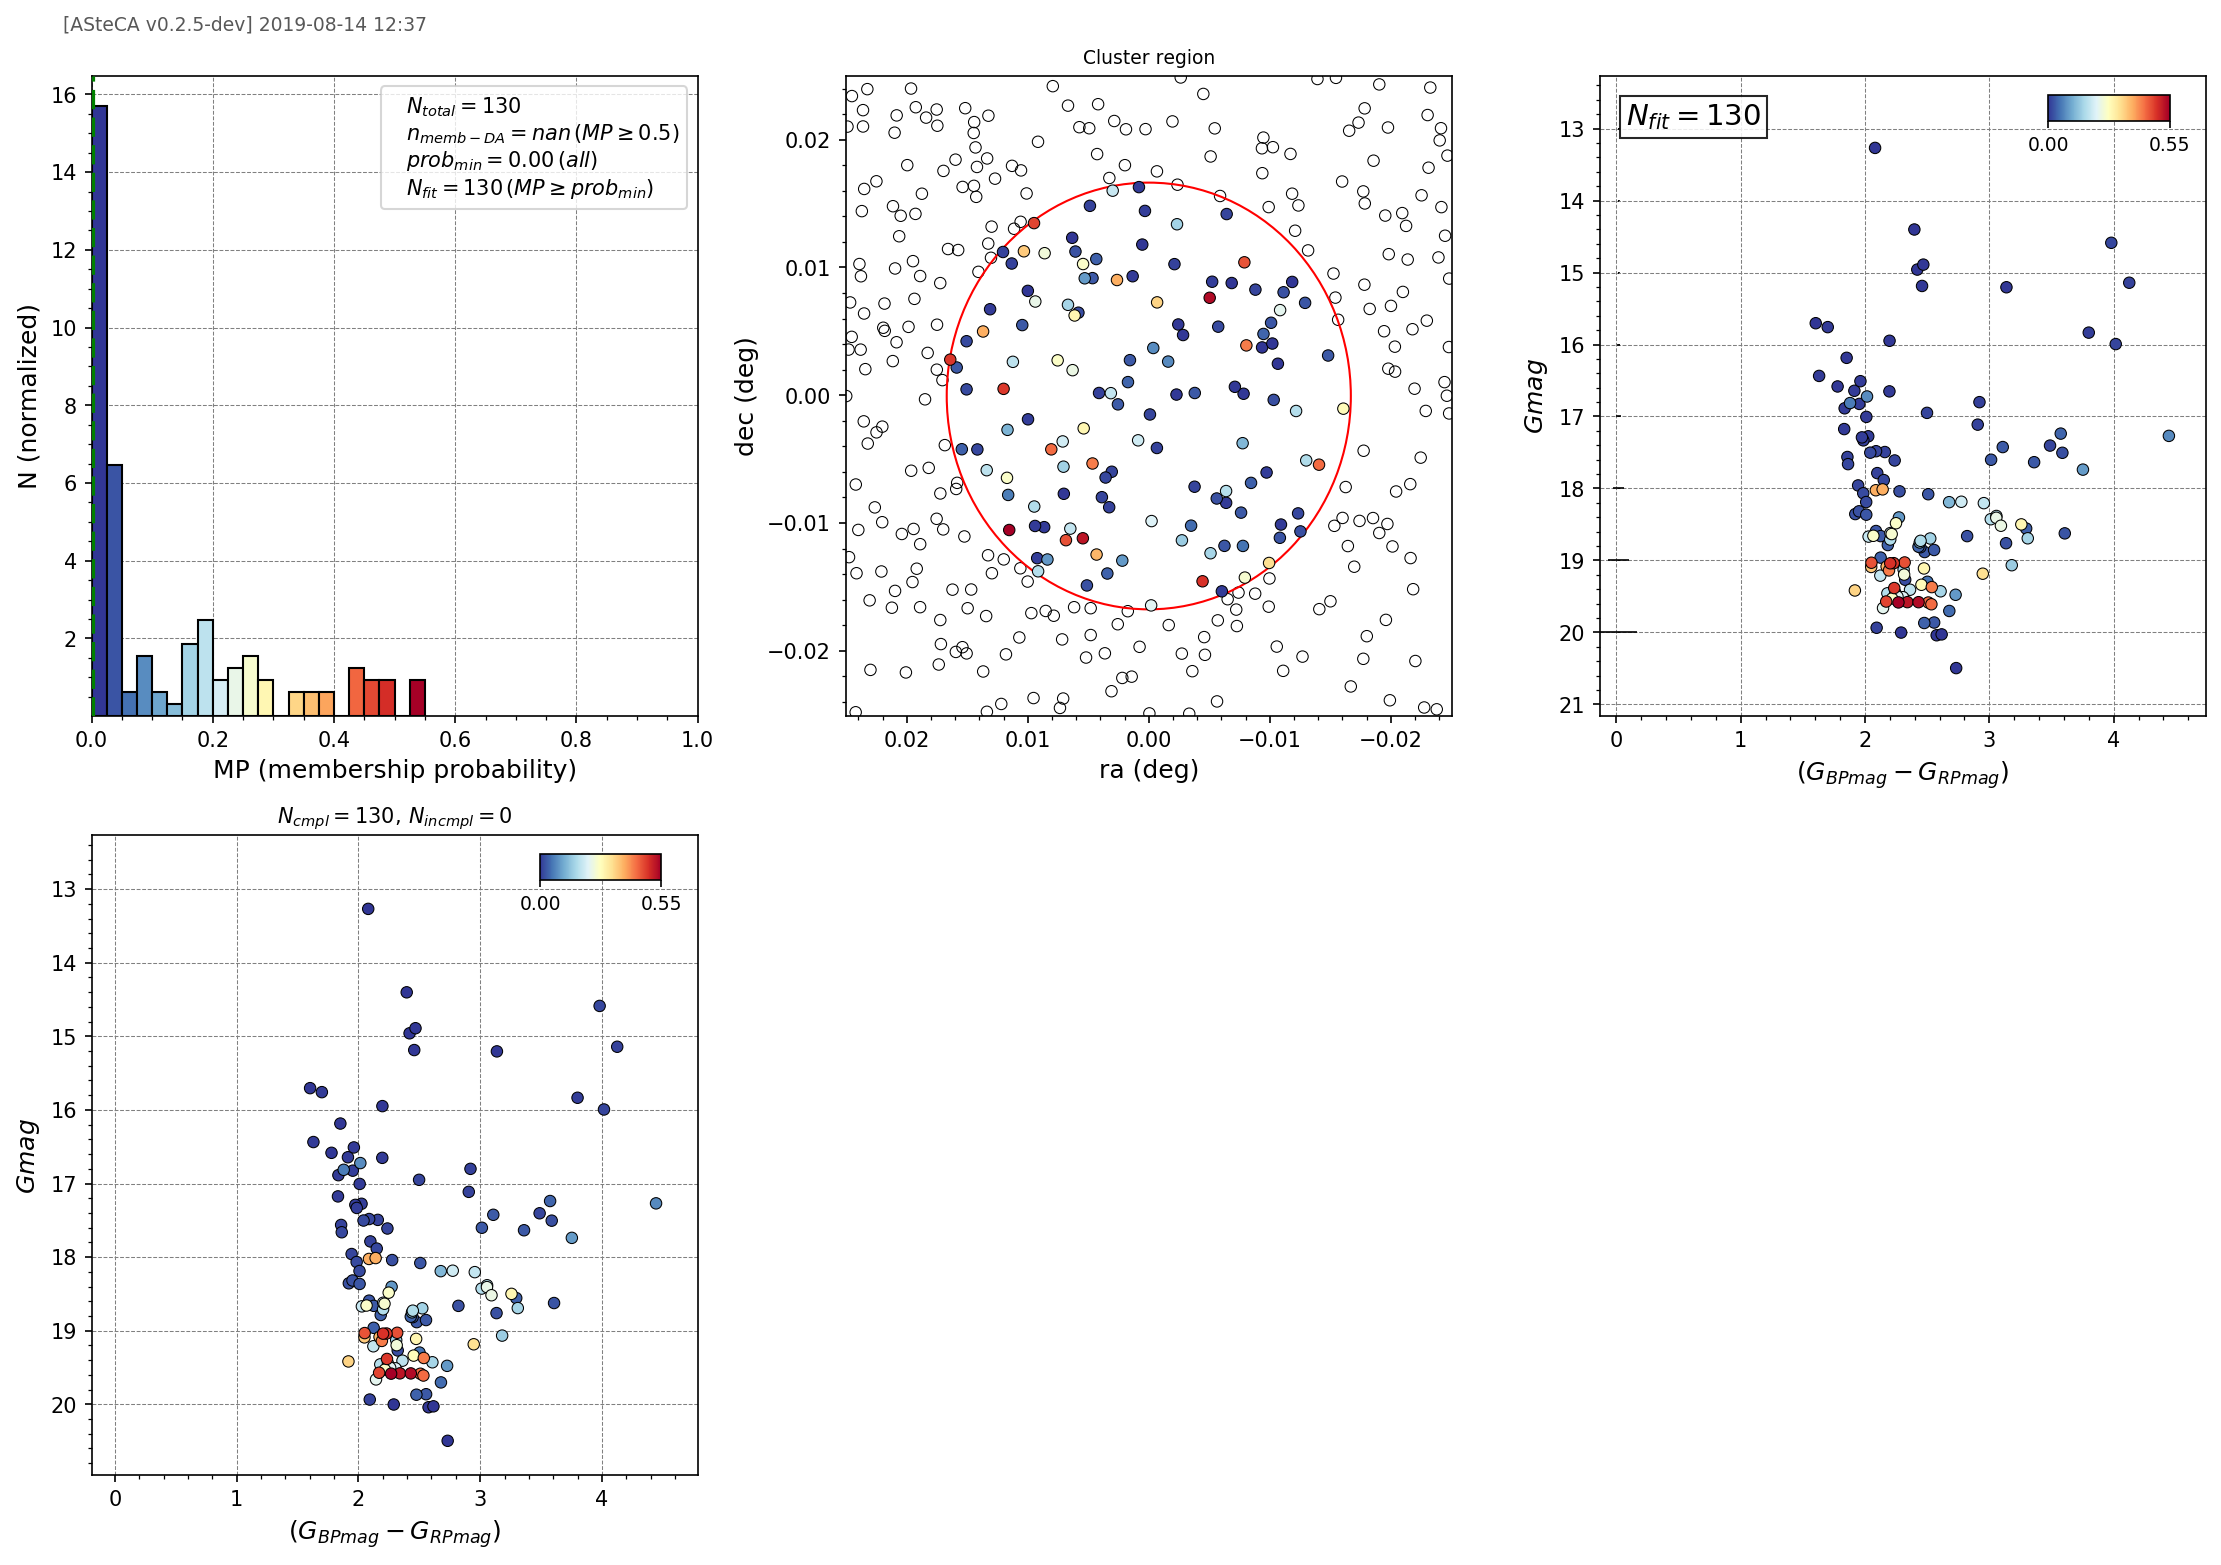 [ASteCA v0.2.5-dev] 2019-08-14 12:37
16
14
12
10
8
6
4
2
N (normalized)
N_total = 130
n_memb−DA = nan (MP ≥ 0.5)
prob_min = 0.00 (all)
N_fit = 130 (MP ≥ prob_min)
0.0 0.2 0.4 0.6 0.8 1.0
MP (membership probability)
Cluster region
0.02
0.01
0.00
−0.01
−0.02
dec (deg)
0.02 0.01 0.00 −0.01 −0.02
ra (deg)
N_fit = 130
0.00 0.55
13
14
15
16
17
18
19
20
21
Gmag
0 1 2 3 4
(G_BPmag − G_RPmag)
N_cmpl = 130, N_incmpl = 0
0.00 0.55
13
14
15
16
17
18
19
20
Gmag
0 1 2 3 4
(G_BPmag − G_RPmag)